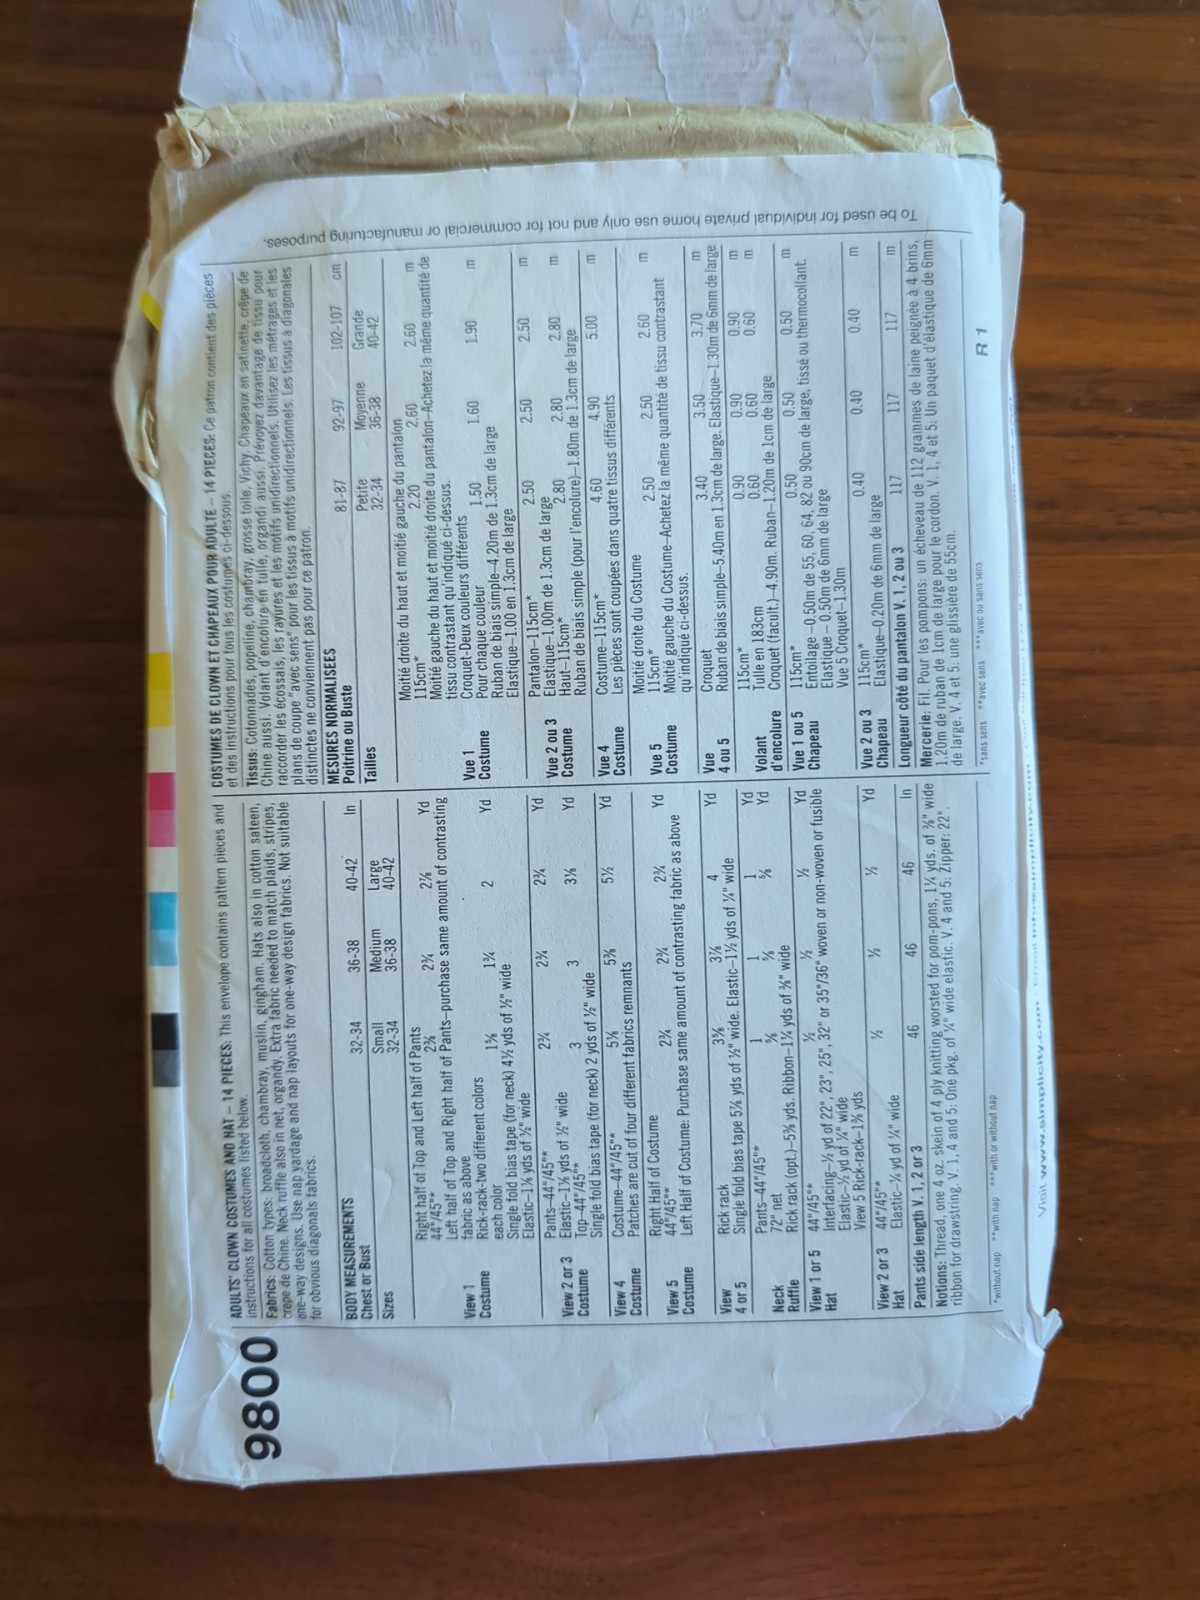 9800
ADULTS' CLOWN COSTUMES AND HAT – 14 PIECES: This envelope contains pattern pieces and
instructions for all costumes listed below.
Fabrics: Cotton types: broadcloth, chambray, muslin, gingham. Hats also in cotton sateen,
crepe de Chine. Neck ruffle also in net, organdy. Extra fabric needed to match plaids, stripes,
one-way designs. Use nap yardage and nap layouts for one-way design fabrics. Not suitable
for obvious diagonals fabrics.
BODY MEASUREMENTS
Chest or Bust 32-34 36-38 40-42 In
Sizes Small Medium Large
32-34 36-38 40-42
Right half of Top and Left half of Pants
44"/45"** 2⅜ 2¾ 2⅞ Yd
Left half of Top and Right half of Pants–purchase same amount of contrasting
fabric as above
View 1 Rick-rack-two different colors
Costume each color 1⅝ 1¾ 2 Yd
Single fold bias tape (for neck) 4½ yds of ½" wide
Elastic–1⅛ yds of ½" wide
Pants–44"/45"** 2¾ 2¾ 2¾ Yd
View 2 or 3 Elastic–1⅛ yds of ½" wide
Costume Top–44"/45"** 3 3 3⅛ Yd
Single fold bias tape (for neck) 2 yds of ½" wide
View 4 Costume–44"/45"** 5⅛ 5⅜ 5½ Yd
Costume Patches are cut of four different fabrics remnants
Right Half of Costume
View 5 44"/45"** 2¾ 2¾ 2¾ Yd
Costume Left Half of Costume: Purchase same amount of contrasting fabric as above
View Rick rack 3⅝ 3⅞ 4 Yd
4 or 5 Single fold bias tape 5⅞ yds of ½" wide. Elastic–1½ yds of ¼" wide
Pants–44"/45"** 1 1 1 Yd
Neck 72" net ⅝ ⅝ ⅝ Yd
Ruffle Rick rack (opt.)–5⅜ yds. Ribbon–1¼ yds of ⅜" wide
View 1 or 5 44"/45"** ½ ½ ½ Yd
Hat Interfacing–½ yd of 22", 23", 25", 32" or 35"/36" woven or non-woven or fusible
Elastic–½ yd of ¼" wide
View 5 Rick-rack–1⅜ yds
View 2 or 3 44"/45"** ½ ½ ½ Yd
Hat Elastic–¼ yd of ¼" wide
Pants side length V. 1, 2 or 3 46 46 46 In
Notions: Thread, one 4 oz. skein of 4 ply knitting worsted for pom-pons, 1¼ yds. of ⅜" wide
ribbon for drawstring. V. 1, 4 and 5: One pkg. of ¼" wide elastic. V. 4 and 5: Zipper: 22".
*without nap **with nap ***with or without nap
COSTUMES DE CLOWN ET CHAPEAUX POUR ADULTE – 14 PIECES: Ce patron contient des pièces
et des instructions pour tous les costumes ci-dessous.
Tissus: Cotonnades, popeline, chambray, grosse toile, Vichy. Chapeaux en satinette, crêpe de
Chine aussi. Volant d'encolure en tulle, organdi aussi. Prévoyez davantage de tissu pour
raccorder les écossais, les rayures et les motifs unidirectionnels. Utilisez les métrages et les
plans de coupe "avec sens" pour les tissus à motifs unidirectionnels. Les tissus à diagonales
distinctes ne conviennent pas pour ce patron.
MESURES NORMALISEES
Poitrine ou Buste 81-87 92-97 102-107 cm
Tailles Petite Moyenne Grande
32-34 36-38 40-42
Moitié droite du haut et moitié gauche du pantalon
115cm* 2.20 2.60 2.60 m
Moitié gauche du haut et moitié droite du pantalon–Achetez la même quantité de
tissu contrastant qu'indiqué ci-dessus.
Vue 1 Croquet-Deux couleurs différents
Costume Pour chaque couleur 1.50 1.60 1.90 m
Ruban de biais simple–4.20m de 1.3cm de large
Elastique–1.00 en 1.3cm de large
Pantalon–115cm* 2.50 2.50 2.50 m
Vue 2 ou 3 Elastique–1.00m de 1.3cm de large
Costume Haut–115cm* 2.80 2.80 2.80 m
Ruban de biais simple (pour l'encolure)–1.80m de 1.3cm de large
Vue 4 Costume–115cm* 4.60 4.90 5.00 m
Costume Les pièces sont coupées dans quatre tissus différents
Moitié droite du Costume
Vue 5 115cm* 2.50 2.50 2.60 m
Costume Moitié gauche du Costume–Achetez la même quantité de tissu contrastant
qu'indiqué ci-dessus.
Vue Croquet 3.40 3.50 3.70 m
4 ou 5 Ruban de biais simple–5.40m en 1.3cm de large. Elastique–1.30m de 6mm de large
115cm* 0.90 0.90 0.90 m
Volant Tulle en 183cm 0.60 0.60 0.60 m
d'encolure Croquet (facult.)–4.90m. Ruban–1.20m de 1cm de large
Vue 1 ou 5 115cm* 0.50 0.50 0.50 m
Chapeau Entoilage –0.50m de 55, 60, 64, 82 ou 90cm de large, tissé ou thermocollant.
Elastique – 0.50m de 6mm de large
Vue 5 Croquet–1.30m
Vue 2 ou 3 115cm* 0.40 0.40 0.40 m
Chapeau Elastique–0.20m de 6mm de large
Longueur côté du pantalon V. 1, 2 ou 3 117 117 117 m
Mercerie: Fil. Pour les pompons: un écheveau de 112 grammes de laine peignée à 4 brins,
1.20m de ruban de 1cm de large pour le cordon. V. 1, 4 et 5: Un paquet d'élastique de 6mm
de large. V. 4 et 5: une glissière de 55cm.
*sans sens **avec sens ***avec ou sans sens
R 1
To be used for individual private home use only and not for commercial or manufacturing purposes.
Visit www.simplicity.com